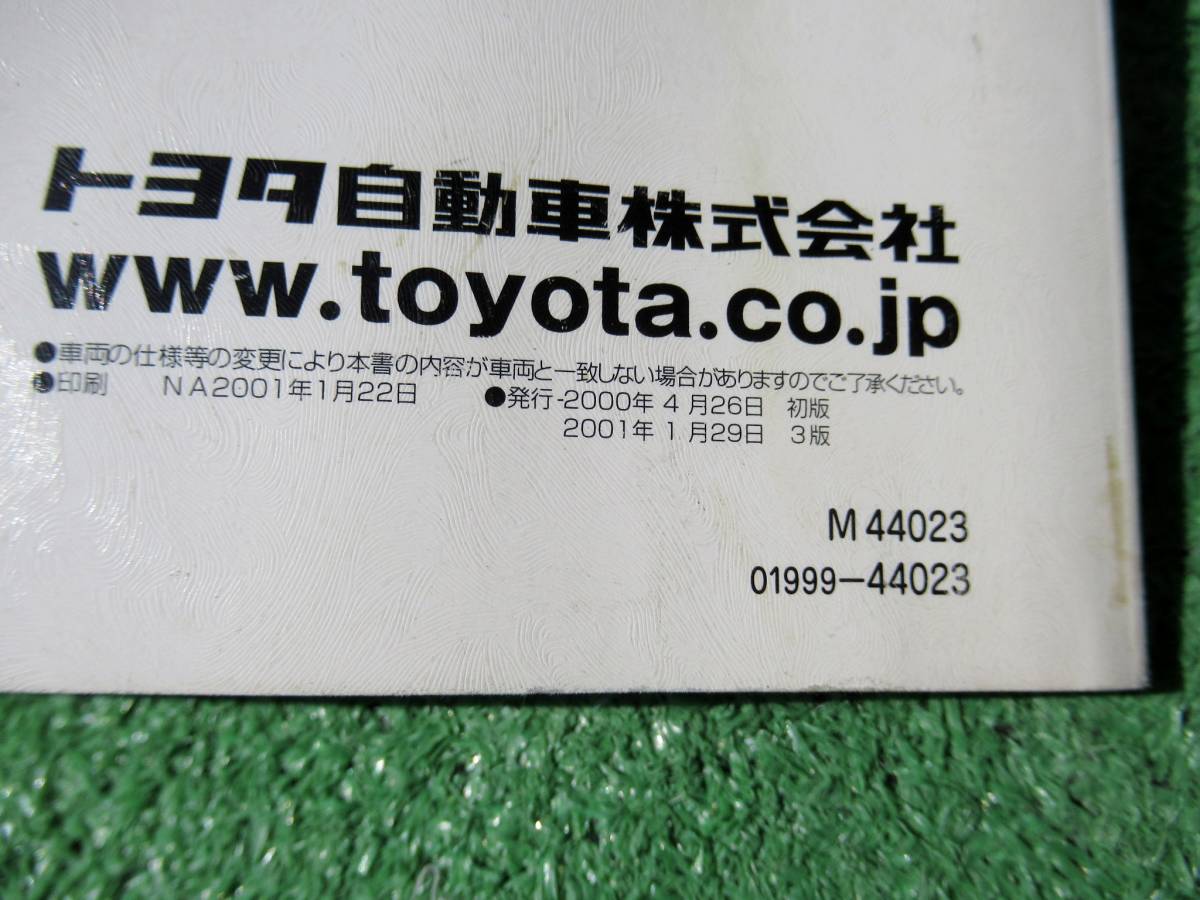 トヨタ自動車株式会社
www.toyota.co.jp
●車両の仕様等の変更により本書の内容が車両と一致しない場合がありますのでご了承ください。
●印刷 NA2001年1月22日 ●発行-2000年4月26日 初版
2001年1月29日 3版
M 44023
01999-44023